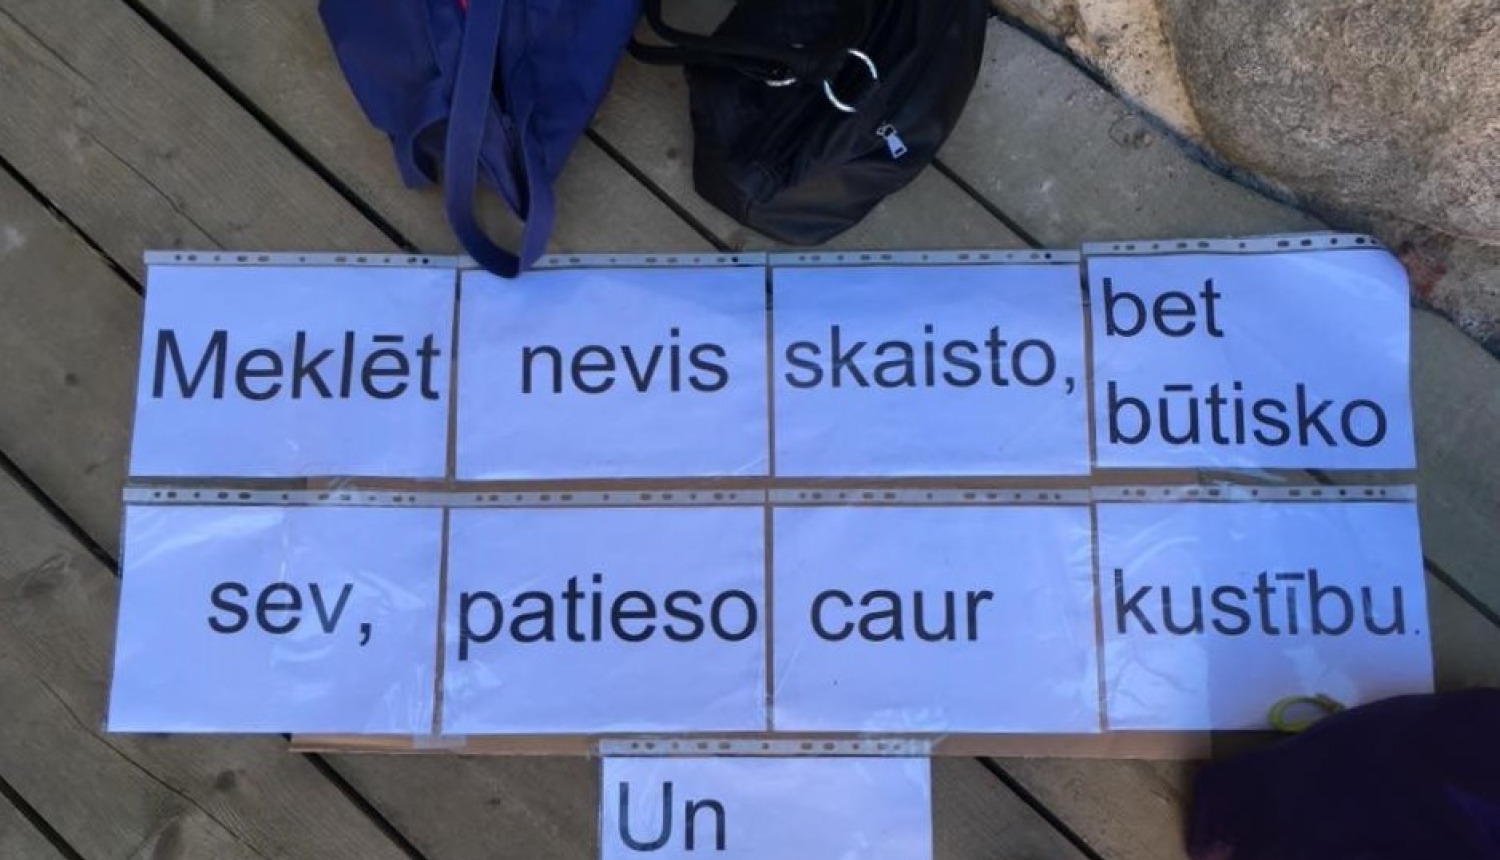 Meklēt nevis skaisto, bet
būtisko
sev, patieso caur kustību.
Un